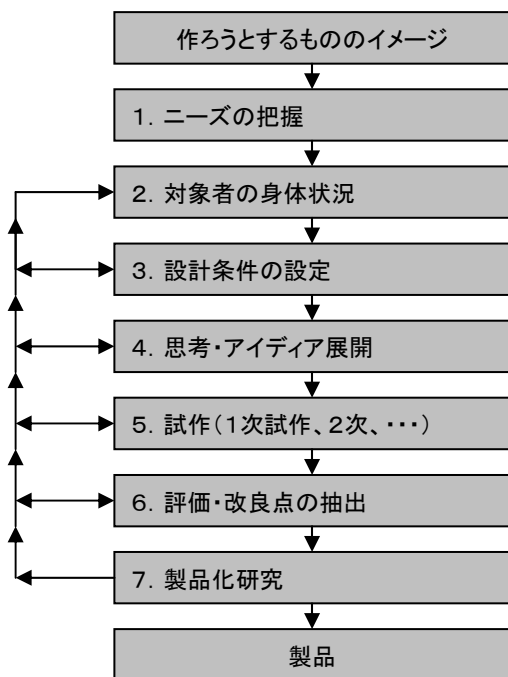 作ろうとするもののイメージ
1．ニーズの把握
2．対象者の身体状況
3．設計条件の設定
4．思考・アイディア展開
5．試作（1次試作、2次、・・・）
6．評価・改良点の抽出
7．製品化研究
製品